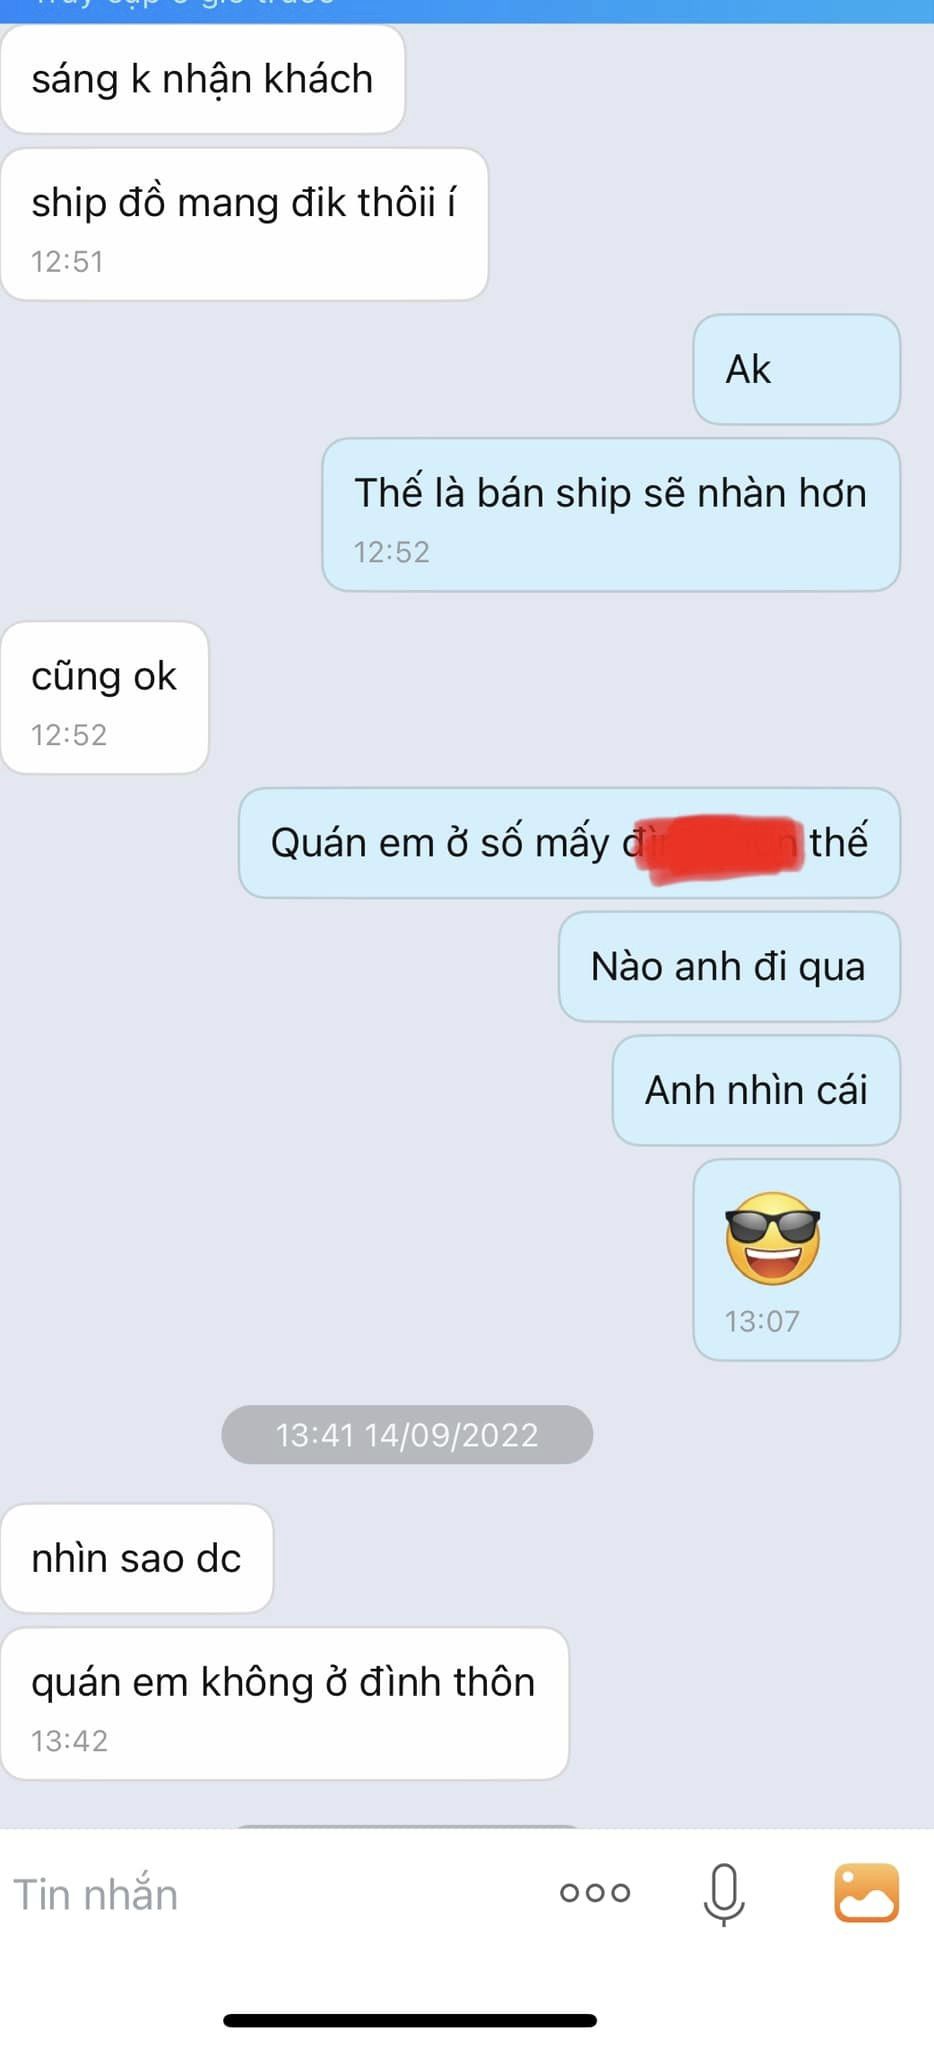 sáng k nhận khách
ship đồ mang đik thôii í
12:51
Ak
Thế là bán ship sẽ nhàn hơn
12:52
cũng ok
12:52
Quán em ở số mấy thế
Nào anh đi qua
Anh nhìn cái
13:07
13:41 14/09/2022
nhìn sao dc
quán em không ở đình thôn
13:42
Tin nhắn